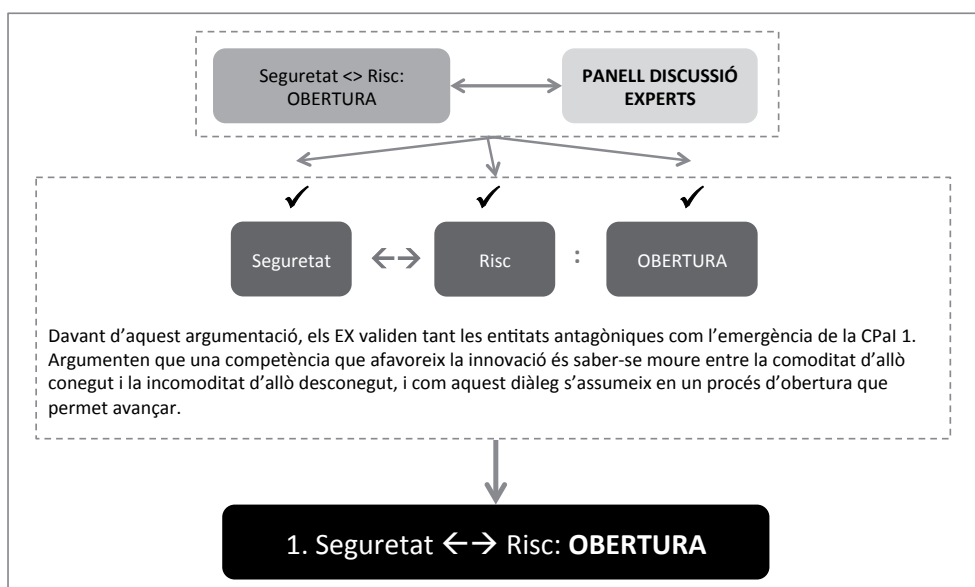 Seguretat <> Risc:
OBERTURA
PANELL DISCUSSIÓ
EXPERTS
✓ ✓ ✓
Seguretat ←→ Risc : OBERTURA
Davant d’aquest argumentació, els EX validen tant les entitats antagòniques com l’emergència de la CPaI 1.
Argumenten que una competència que afavoreix la innovació és saber-se moure entre la comoditat d’allò
conegut i la incomoditat d’allò desconegut, i com aquest diàleg s’assumeix en un procés d’obertura que
permet avançar.
1. Seguretat ←→ Risc: OBERTURA